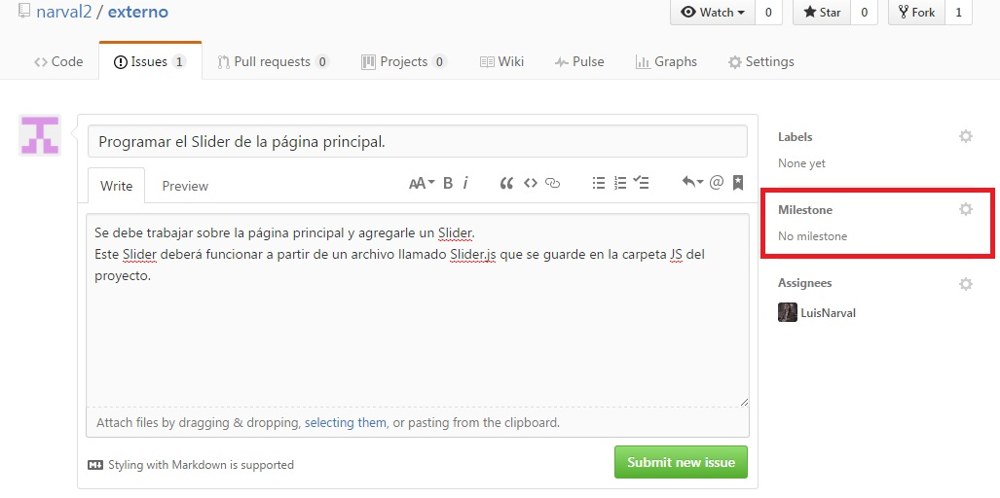 narval2 / externo
Watch 0 Star 0 Fork 1
Code Issues 1 Pull requests 0 Projects 0 Wiki Pulse Graphs Settings
Programar el Slider de la página principal.
Write Preview AA B i @
Se debe trabajar sobre la página principal y agregarle un Slider.
Este Slider deberá funcionar a partir de un archivo llamado Slider.js que se guarde en la carpeta JS del
proyecto.
Attach files by dragging & dropping, selecting them, or pasting from the clipboard.
Styling with Markdown is supported
Submit new issue
Labels
None yet
Milestone
No milestone
Assignees
LuisNarval